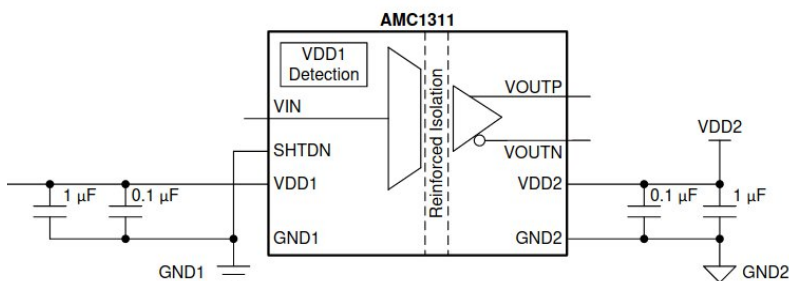 AMC1311
VDD1
Detection
Reinforced Isolation
VIN
VOUTP
SHTDN
VOUTN
VDD2
VDD1
VDD2
1 µF
0.1 µF
0.1 µF
1 µF
GND1
GND2
GND1
GND2